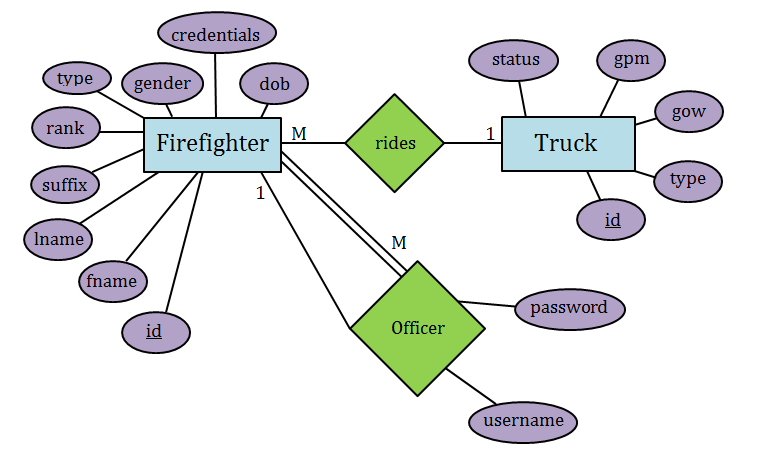 credentials
type
gender
dob
status
gpm
rank
Firefighter
M
rides
1
Truck
gow
suffix
1
type
lname
M
id
fname
id
Officer
password
username